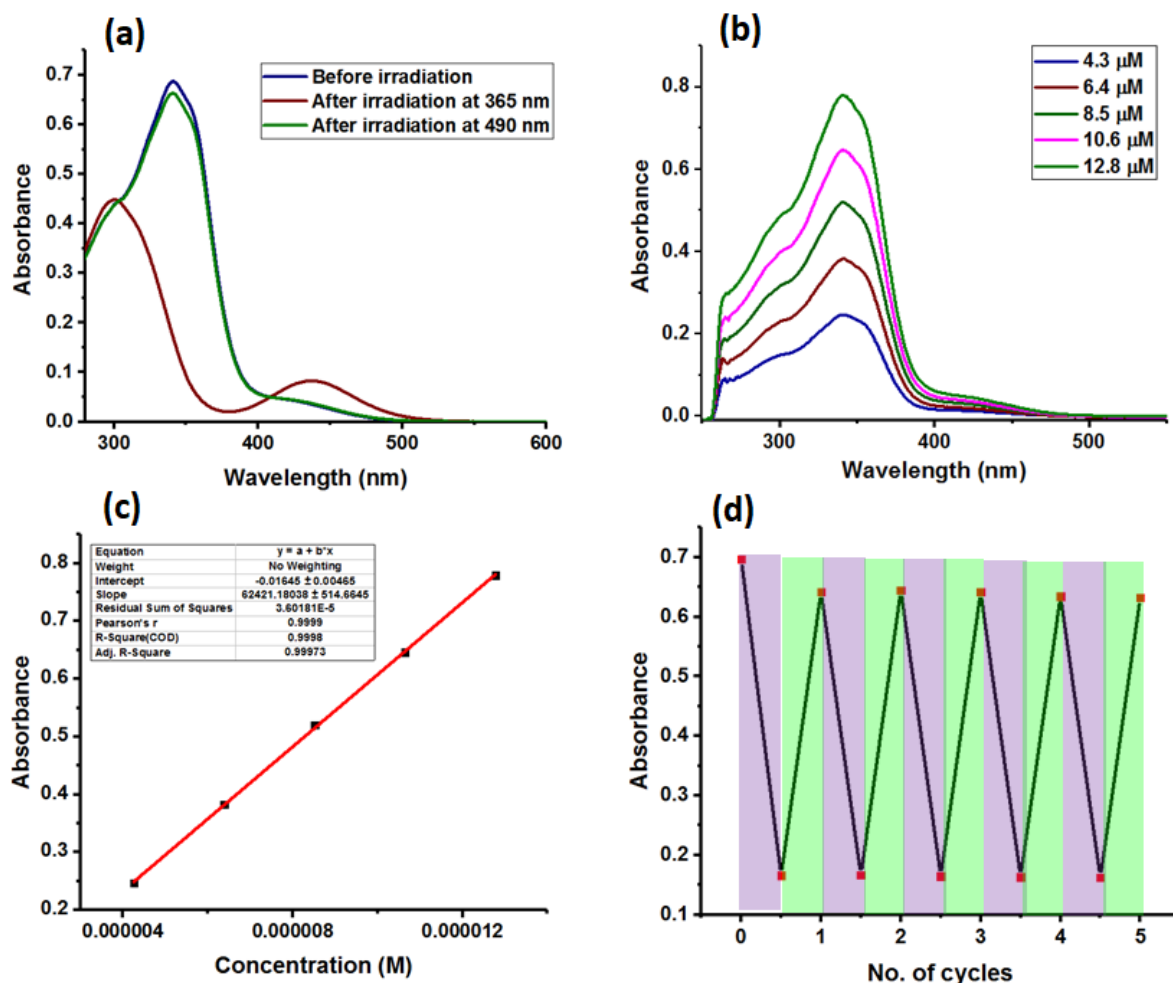 (a)
Before irradiation
After irradiation at 365 nm
After irradiation at 490 nm
0.7
0.6
0.5
0.4
0.3
0.2
0.1
0.0
Absorbance
300
400
500
600
Wavelength (nm)
(b)
4.3 μM
6.4 μM
8.5 μM
10.6 μM
12.8 μM
0.8
0.6
0.4
0.2
0.0
Absorbance
300
400
500
Wavelength (nm)
(c)
Equation y = a + b*x
Weight No Weighting
Intercept -0.01645 ± 0.00465
Slope 62421.18038 ± 514.6645
Residual Sum of Squares 3.60181E-5
Pearson's r 0.9999
R-Square(COD) 0.9998
Adj. R-Square 0.99973
0.8
0.7
0.6
0.5
0.4
0.3
0.2
Absorbance
0.000004
0.000008
0.000012
Concentration (M)
(d)
0.7
0.6
0.5
0.4
0.3
0.2
0.1
Absorbance
0
1
2
3
4
5
No. of cycles